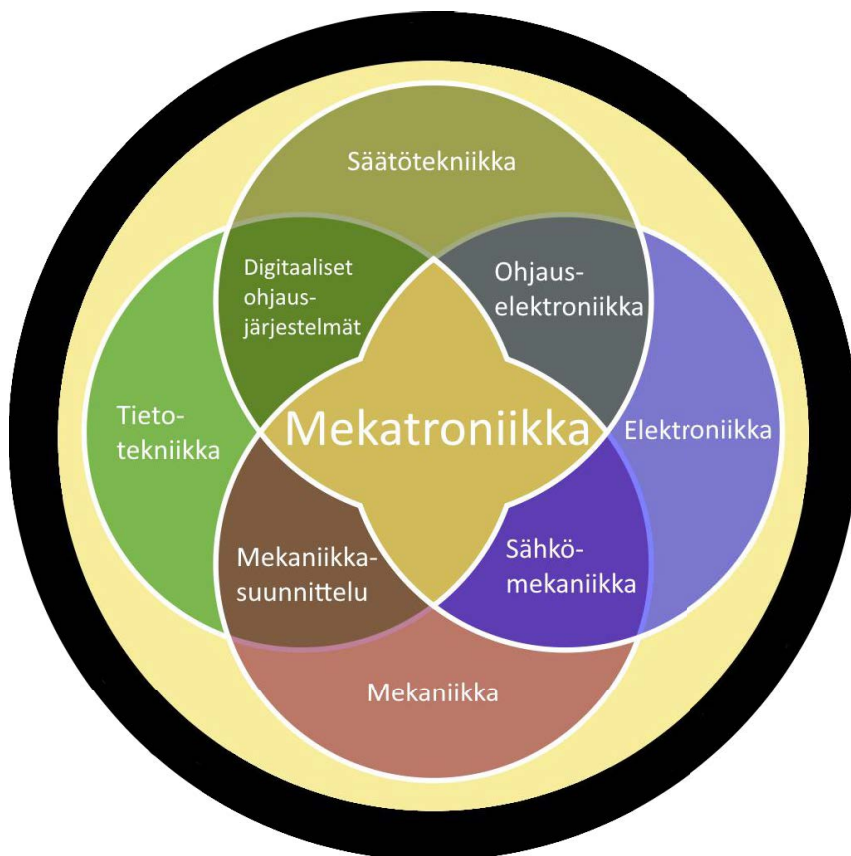 Säätötekniikka
Digitaaliset
ohjaus-
järjestelmät
Ohjaus-
elektroniikka
Tieto-
tekniikka
Mekatroniikka
Elektroniikka
Mekaniikka-
suunnittelu
Sähkö-
mekaniikka
Mekaniikka